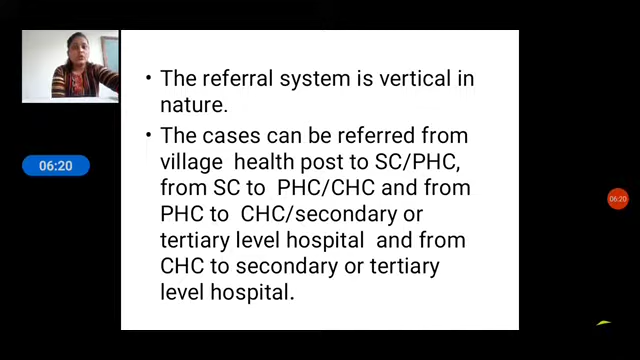 • The referral system is vertical in
nature.
• The cases can be referred from
village health post to SC/PHC,
from SC to PHC/CHC and from
PHC to CHC/secondary or
tertiary level hospital and from
CHC to secondary or tertiary
level hospital.
06:20
06:20